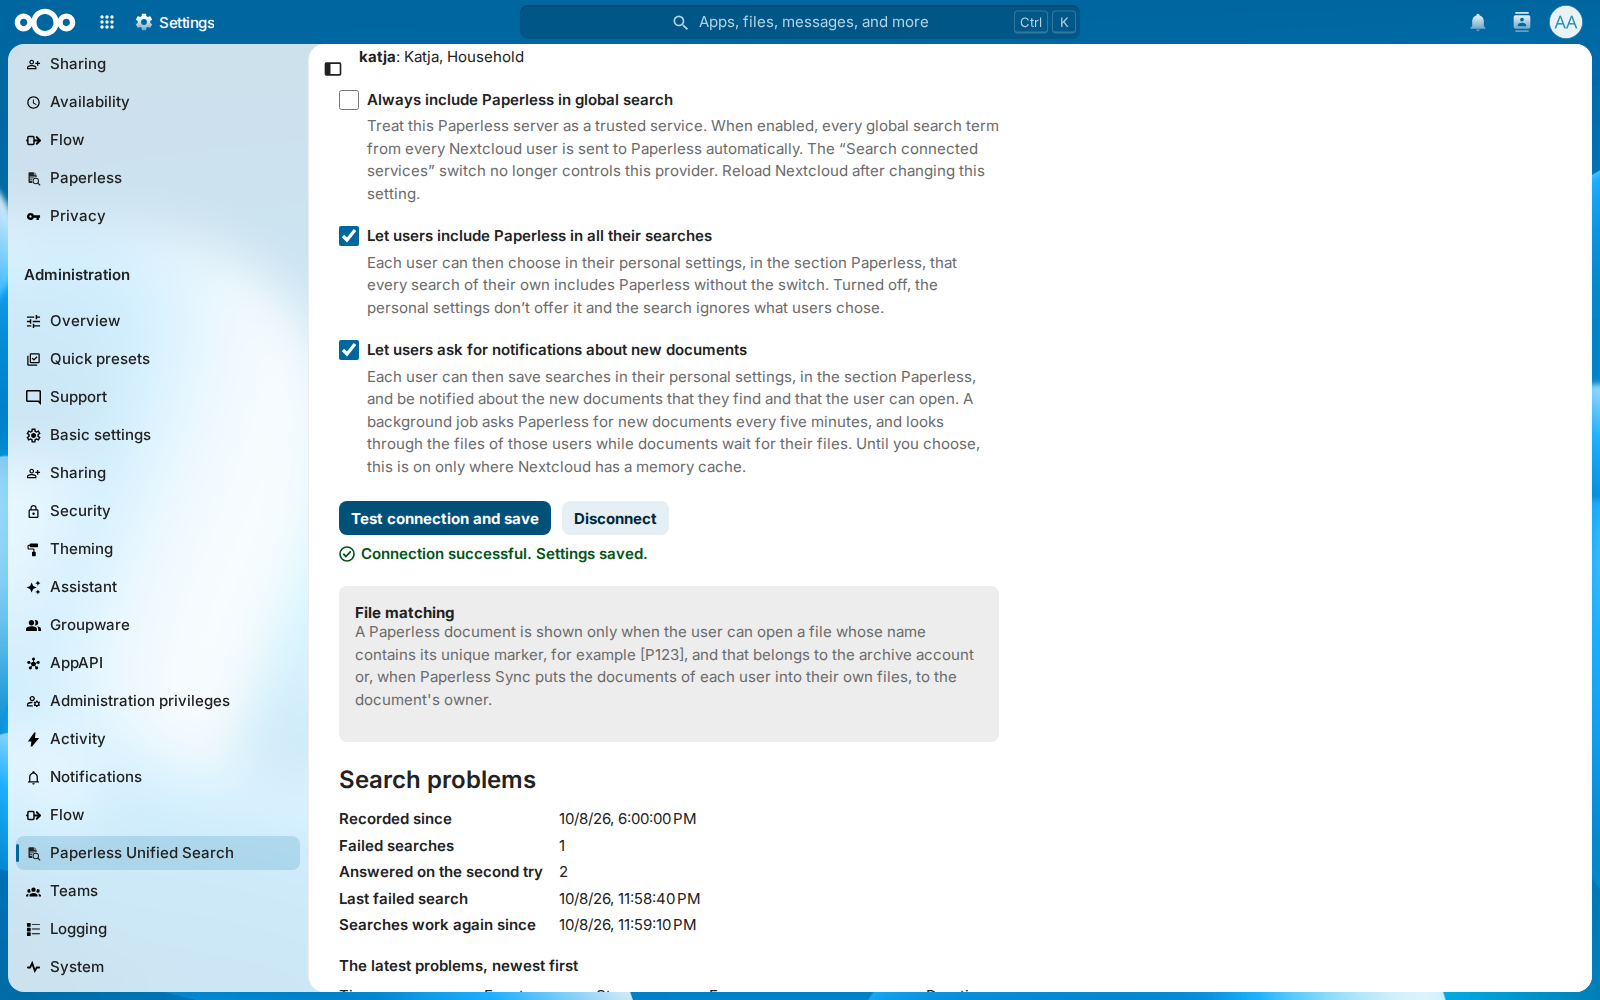 Settings
Apps, files, messages, and more
Ctrl K
AA
Sharing
Availability
Flow
Paperless
Privacy
Administration
Overview
Quick presets
Support
Basic settings
Sharing
Security
Theming
Assistant
Groupware
AppAPI
Administration privileges
Activity
Notifications
Flow
Paperless Unified Search
Teams
Logging
System
katja: Katja, Household
Always include Paperless in global search
Treat this Paperless server as a trusted service. When enabled, every global search term
from every Nextcloud user is sent to Paperless automatically. The “Search connected
services” switch no longer controls this provider. Reload Nextcloud after changing this
setting.
Let users include Paperless in all their searches
Each user can then choose in their personal settings, in the section Paperless, that
every search of their own includes Paperless without the switch. Turned off, the
personal settings don’t offer it and the search ignores what users chose.
Let users ask for notifications about new documents
Each user can then save searches in their personal settings, in the section Paperless,
and be notified about the new documents that they find and that the user can open. A
background job asks Paperless for new documents every five minutes, and looks
through the files of those users while documents wait for their files. Until you choose,
this is on only where Nextcloud has a memory cache.
Test connection and save Disconnect
Connection successful. Settings saved.
File matching
A Paperless document is shown only when the user can open a file whose name
contains its unique marker, for example [P123], and that belongs to the archive account
or, when Paperless Sync puts the documents of each user into their own files, to the
document's owner.
Search problems
Recorded since 10/8/26, 6:00:00 PM
Failed searches 1
Answered on the second try 2
Last failed search 10/8/26, 11:58:40 PM
Searches work again since 10/8/26, 11:59:10 PM
The latest problems, newest first